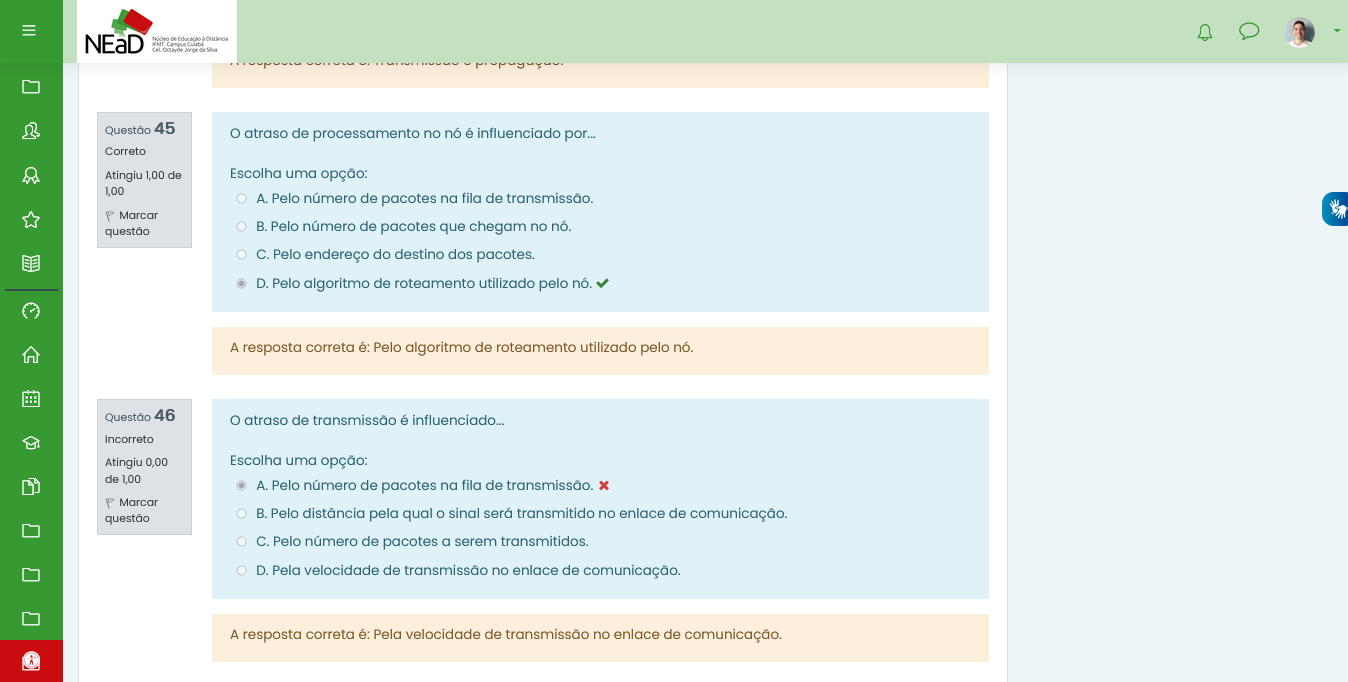 NEaD
Núcleo de Educação à Distância
IFMT Campus Cuiabá
Cel. Octayde Jorge da Silva
A resposta correta é: Transmissão e propagação.
Questão 45
Correto
Atingiu 1,00 de
1,00
Marcar
questão
O atraso de processamento no nó é influenciado por...
Escolha uma opção:
A. Pelo número de pacotes na fila de transmissão.
B. Pelo número de pacotes que chegam no nó.
C. Pelo endereço do destino dos pacotes.
D. Pelo algoritmo de roteamento utilizado pelo nó.
A resposta correta é: Pelo algoritmo de roteamento utilizado pelo nó.
Questão 46
Incorreto
Atingiu 0,00
de 1,00
Marcar
questão
O atraso de transmissão é influenciado...
Escolha uma opção:
A. Pelo número de pacotes na fila de transmissão.
B. Pelo distância pela qual o sinal será transmitido no enlace de comunicação.
C. Pelo número de pacotes a serem transmitidos.
D. Pela velocidade de transmissão no enlace de comunicação.
A resposta correta é: Pela velocidade de transmissão no enlace de comunicação.